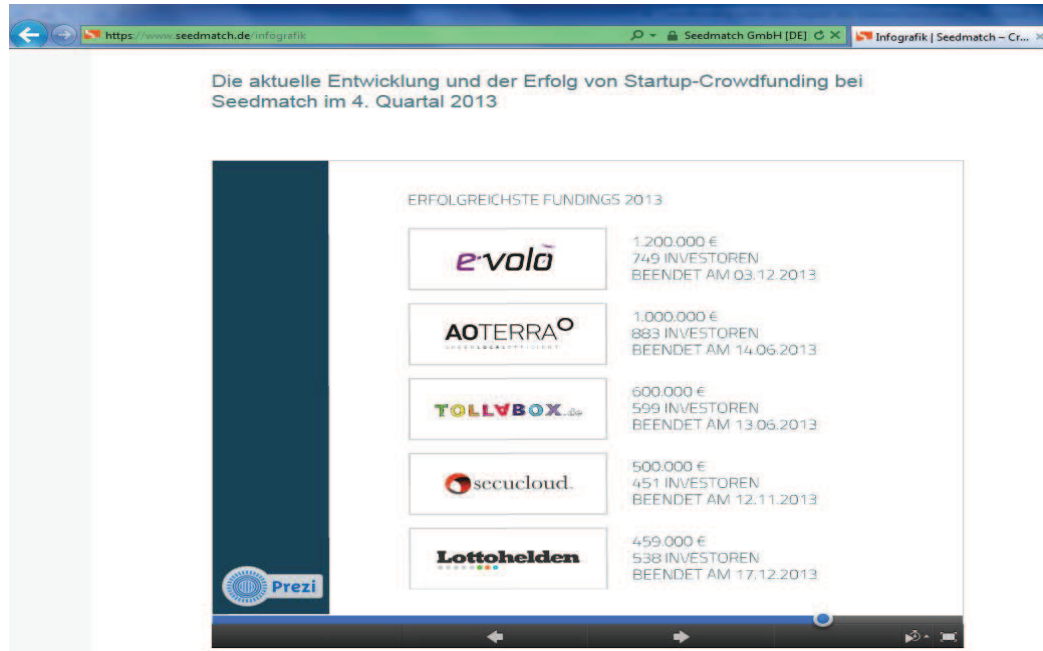 https://www.seedmatch.de/infografik
Seedmatch GmbH [DE]
Infografik | Seedmatch – Cr...
Die aktuelle Entwicklung und der Erfolg von Startup-Crowdfunding bei
Seedmatch im 4. Quartal 2013
ERFOLGREICHSTE FUNDINGS 2013
e·volo
1.200.000 €
749 INVESTOREN
BEENDET AM 03.12.2013
AOTERRA
1.000.000 €
883 INVESTOREN
BEENDET AM 14.06.2013
TOLLABOX.de
600.000 €
599 INVESTOREN
BEENDET AM 13.06.2013
secucloud.
500.000 €
451 INVESTOREN
BEENDET AM 12.11.2013
Lottohelden
459.000 €
538 INVESTOREN
BEENDET AM 17.12.2013
Prezi